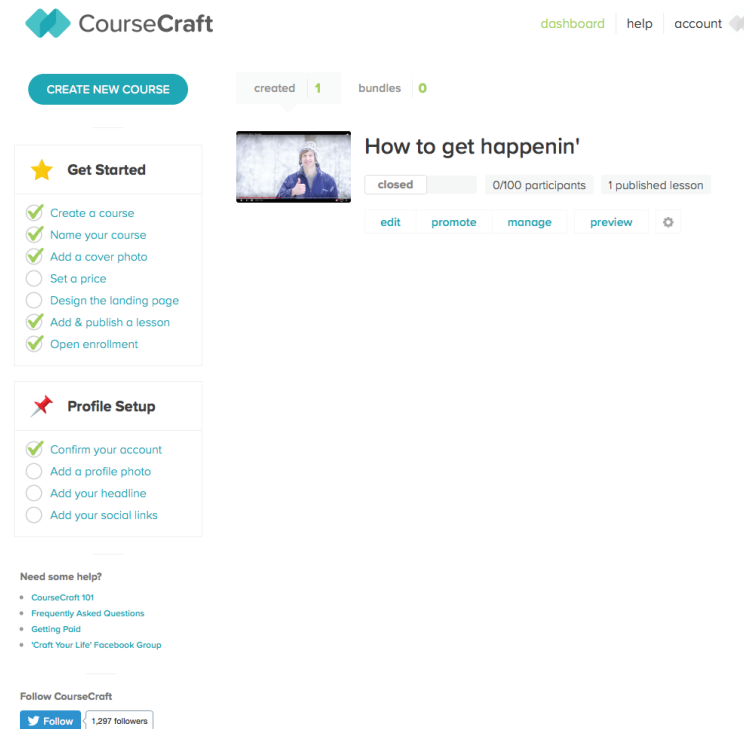 CourseCraft
dashboard
help
account
CREATE NEW COURSE
created 1
bundles 0
Get Started
Create a course
Name your course
Add a cover photo
Set a price
Design the landing page
Add & publish a lesson
Open enrollment
How to get happenin'
closed
0/100 participants
1 published lesson
edit
promote
manage
preview
Profile Setup
Confirm your account
Add a profile photo
Add your headline
Add your social links
Need some help?
CourseCraft 101
Frequently Asked Questions
Getting Paid
'Craft Your Life' Facebook Group
Follow CourseCraft
Follow
1,297 followers